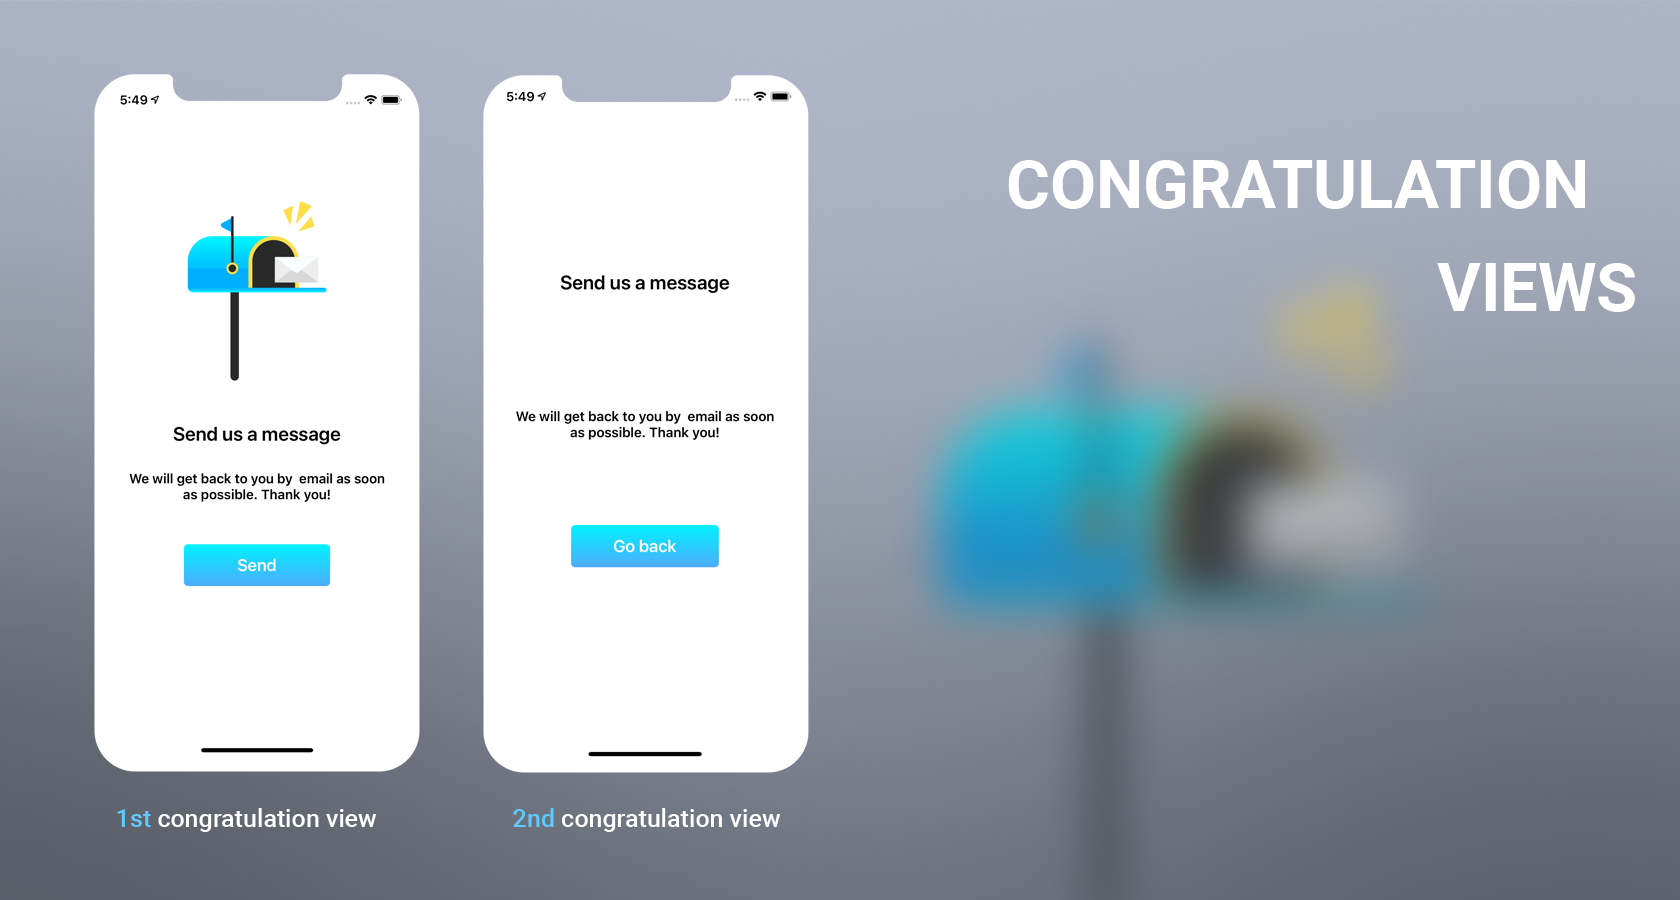 5:49
Send us a message
We will get back to you by  email as soon
as possible. Thank you!
Send
1st congratulation view
5:49
Send us a message
We will get back to you by  email as soon
as possible. Thank you!
Go back
2nd congratulation view
CONGRATULATION
VIEWS